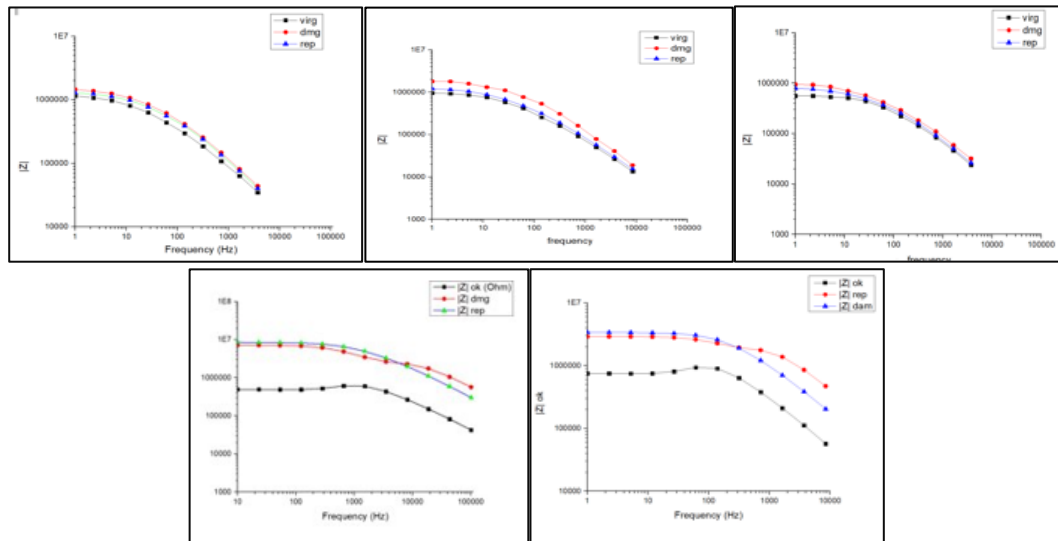 virg
dmg
rep
1E7
1000000
100000
10000
|Z|
1
10
100
1000
10000
100000
Frequency (Hz)
virg
dmg
rep
1E7
1000000
100000
10000
1000
|Z|
1
10
100
1000
10000
100000
frequency
virg
dmg
rep
1E7
1000000
100000
10000
1000
|Z|
1
10
100
1000
10000
100000
frequency
|Z| ok (Ohm)
|Z| dmg
|Z| rep
1E8
1E7
1000000
100000
10000
1000
|Z|
10
100
1000
10000
100000
Frequency (Hz)
|Z| ok
|Z| rep
|Z| dam
1E7
1000000
100000
10000
|Z| ok
1
10
100
1000
10000
Frequency (Hz)